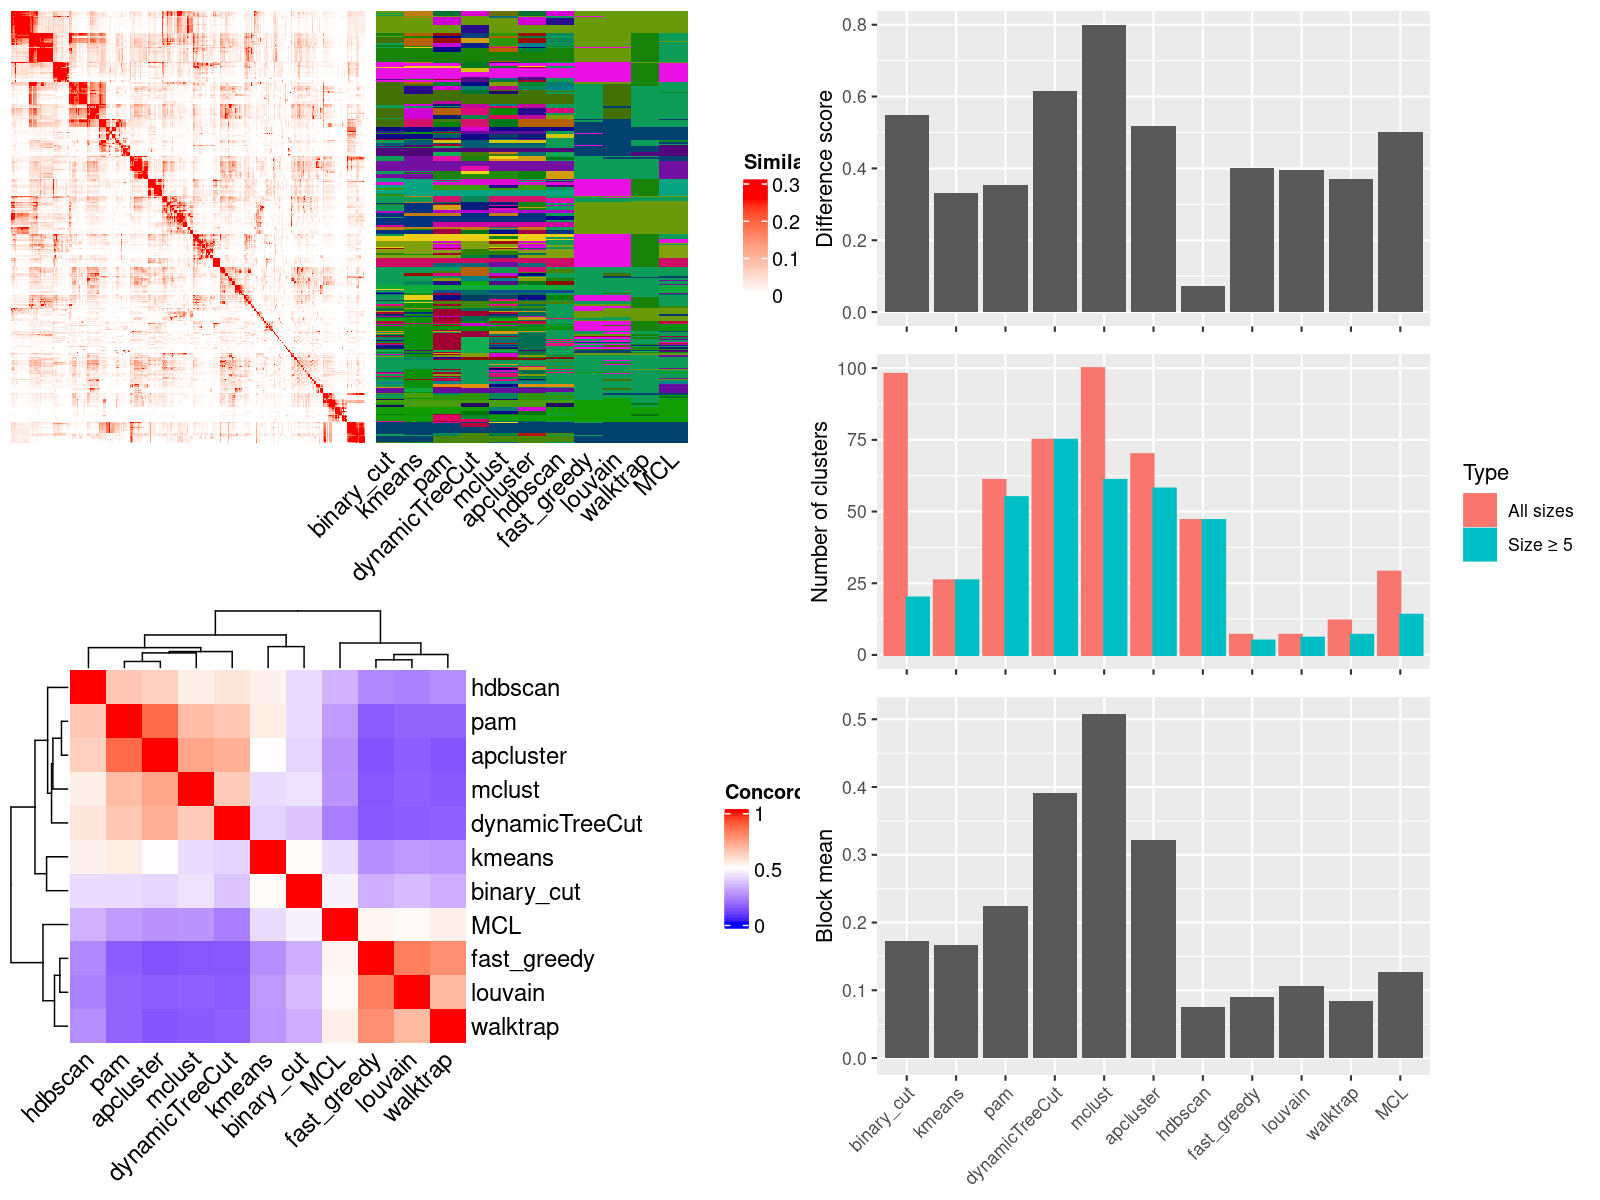 Simila
0.3
0.2
0.1
0
binary_cut
kmeans
pam
dynamicTreeCut
mclust
apcluster
hdbscan
fast_greedy
louvain
walktrap
MCL
hdbscan
pam
apcluster
mclust
dynamicTreeCut
kmeans
binary_cut
MCL
fast_greedy
louvain
walktrap
hdbscan
pam
apcluster
mclust
dynamicTreeCut
kmeans
binary_cut
MCL
fast_greedy
louvain
walktrap
Concord
1
0.5
0
Difference score
0.8
0.6
0.4
0.2
0.0
Number of clusters
100
75
50
25
0
Type
All sizes
Size ≥ 5
Block mean
0.5
0.4
0.3
0.2
0.1
0.0
binary_cut
kmeans
pam
dynamicTreeCut
mclust
apcluster
hdbscan
fast_greedy
louvain
walktrap
MCL